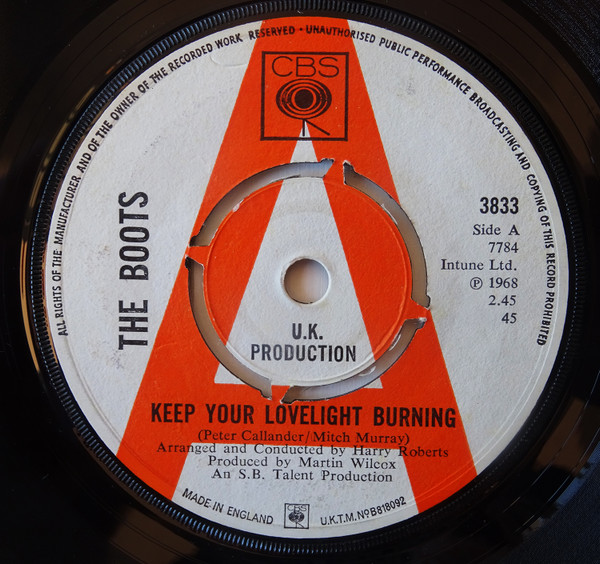 ALL RIGHTS OF THE MANUFACTURER AND OF THE OWNER OF THE RECORDED WORK RESERVED · UNAUTHORISED PUBLIC PERFORMANCE BROADCASTING AND COPYING OF THIS RECORD PROHIBITED
CBS
THE BOOTS
3833
Side A
7784
Intune Ltd.
℗ 1968
2.45
45
U.K.
PRODUCTION
KEEP YOUR LOVELIGHT BURNING
(Peter Callander/Mitch Murray)
Arranged and Conducted by Harry Roberts
Produced by Martin Wilcox
An S.B. Talent Production
MADE IN ENGLAND CBS U.K.T.M. Nº B818092